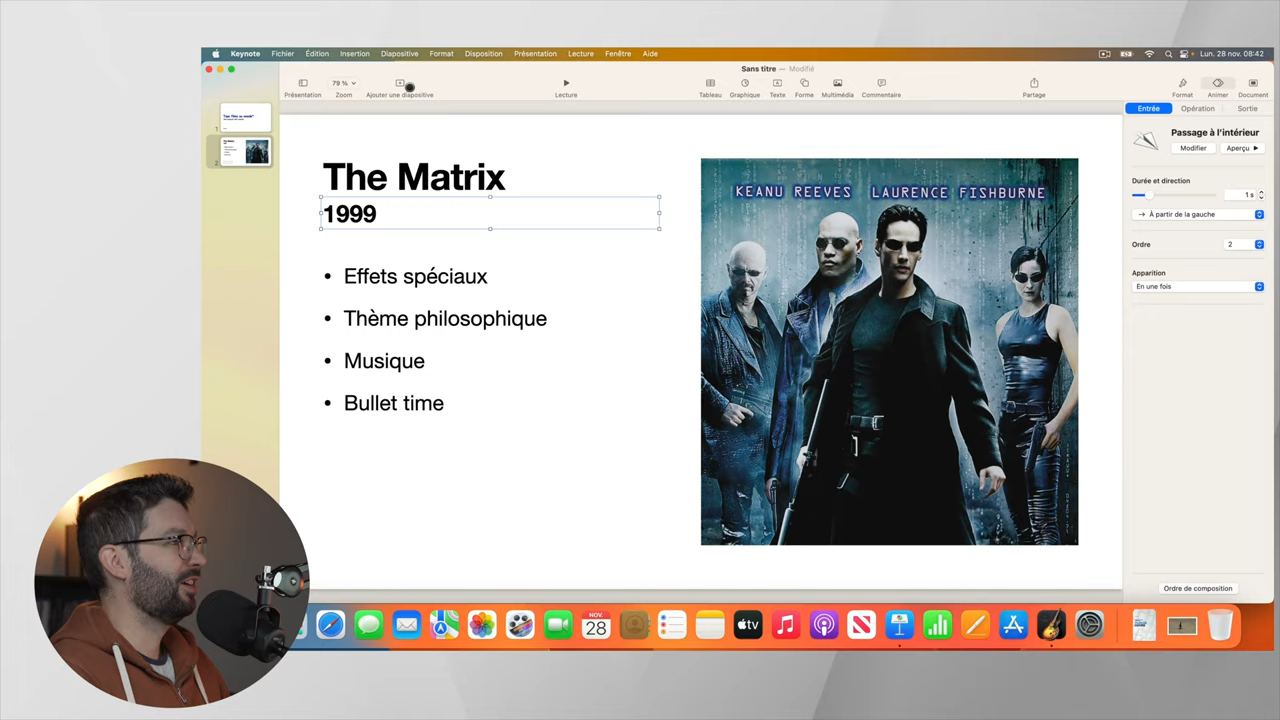 Keynote Fichier Édition Insertion Diapositive Format Disposition Présentation Lecture Fenêtre Aide
Lun. 28 nov. 08:42
Sans titre — Modifié
79 %
Présentation Zoom Ajouter une diapositive Lecture Tableau Graphique Texte Forme Multimédia Commentaire Partage Format Animer Document
Entrée Opération Sortie
1
2
The Matrix
1999
• Effets spéciaux
• Thème philosophique
• Musique
• Bullet time
KEANU REEVES LAURENCE FISHBURNE
Passage à l'intérieur
Modifier Aperçu
Durée et direction
1 s
À partir de la gauche
Ordre 2
Apparition
En une fois
Ordre de composition
NOV.
28
tv